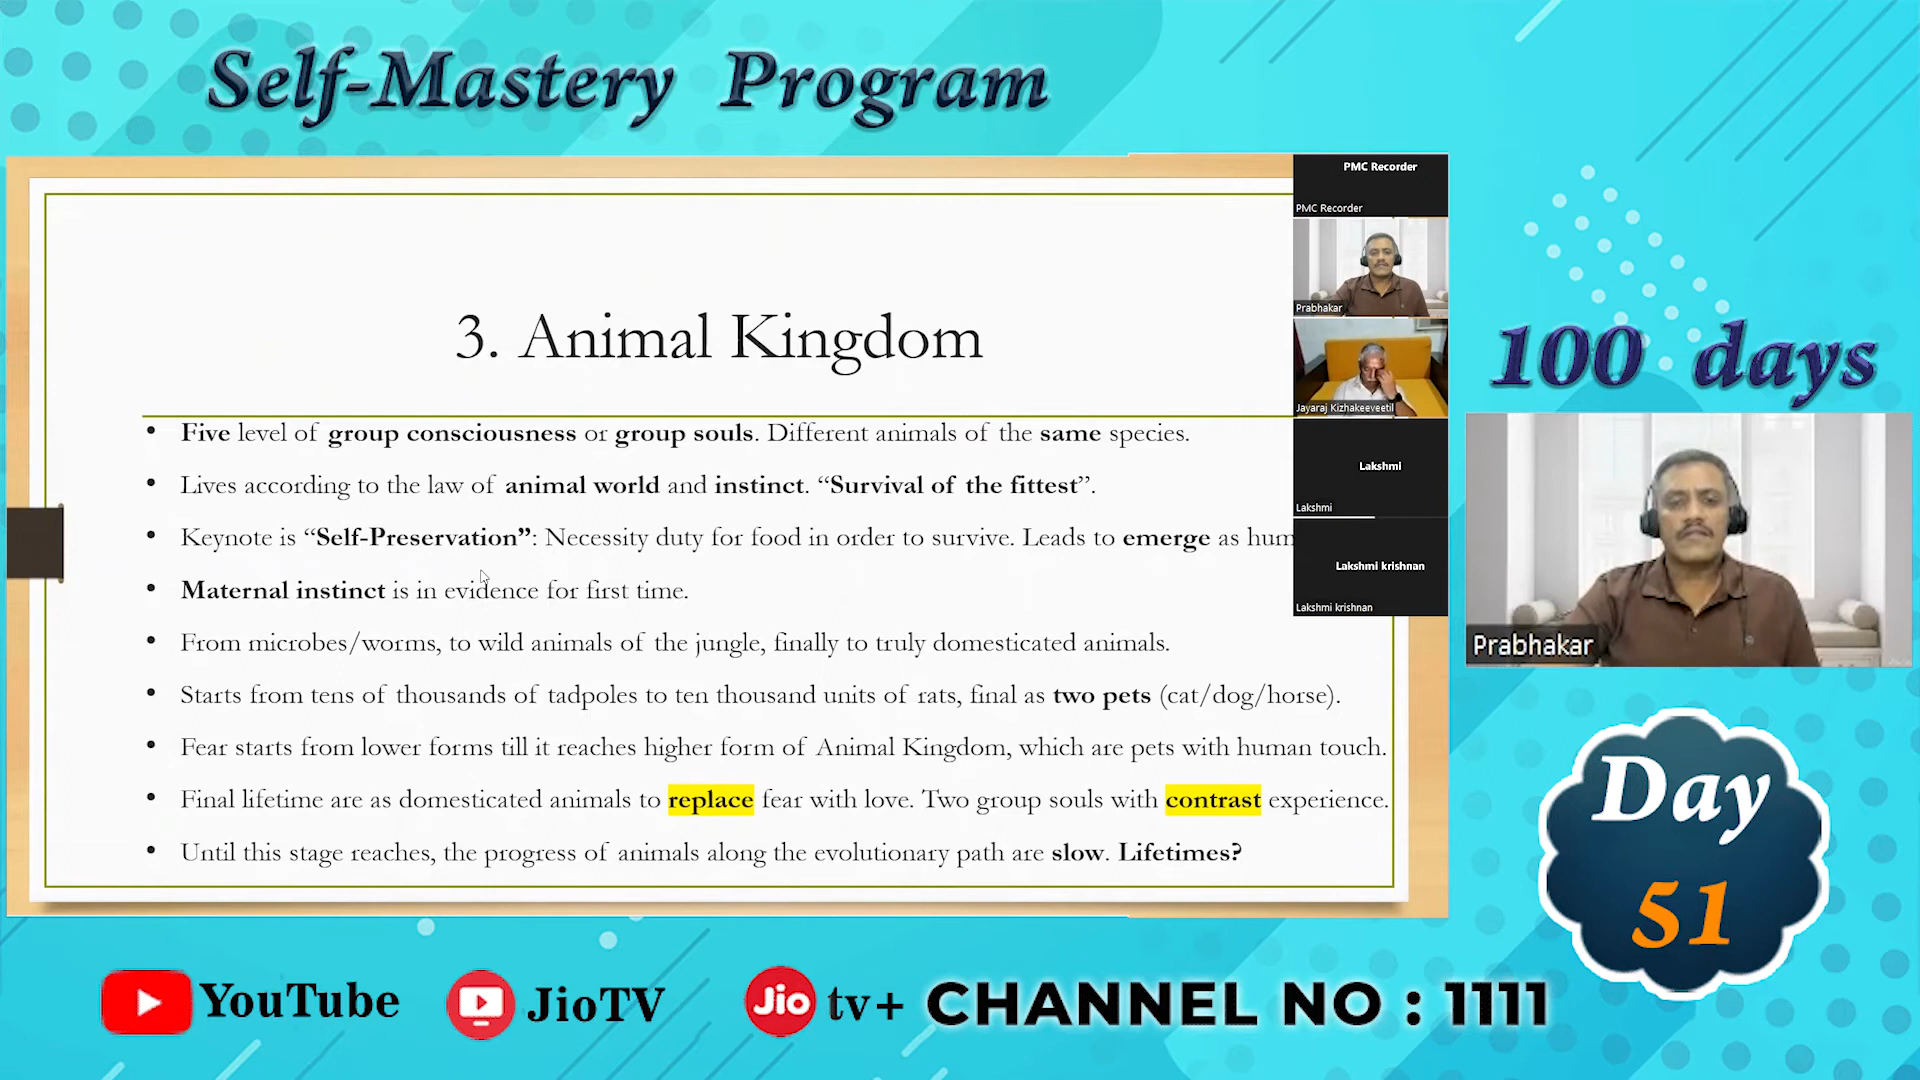 Self-Mastery Program
PMC Recorder
PMC Recorder
Prabhakar
Jayaraj Kizhakeeveetil
Lakshmi
Lakshmi
Lakshmi krishnan
Lakshmi krishnan
3. Animal Kingdom
• Five level of group consciousness or group souls. Different animals of the same species.
• Lives according to the law of animal world and instinct. “Survival of the fittest”.
• Keynote is “Self-Preservation”: Necessity duty for food in order to survive. Leads to emerge as hum
• Maternal instinct is in evidence for first time.
• From microbes/worms, to wild animals of the jungle, finally to truly domesticated animals.
• Starts from tens of thousands of tadpoles to ten thousand units of rats, final as two pets (cat/dog/horse).
• Fear starts from lower forms till it reaches higher form of Animal Kingdom, which are pets with human touch.
• Final lifetime are as domesticated animals to replace fear with love. Two group souls with contrast experience.
• Until this stage reaches, the progress of animals along the evolutionary path are slow. Lifetimes?
100 days
Prabhakar
Day
51
YouTube
JioTV
Jio tv+
CHANNEL NO : 1111